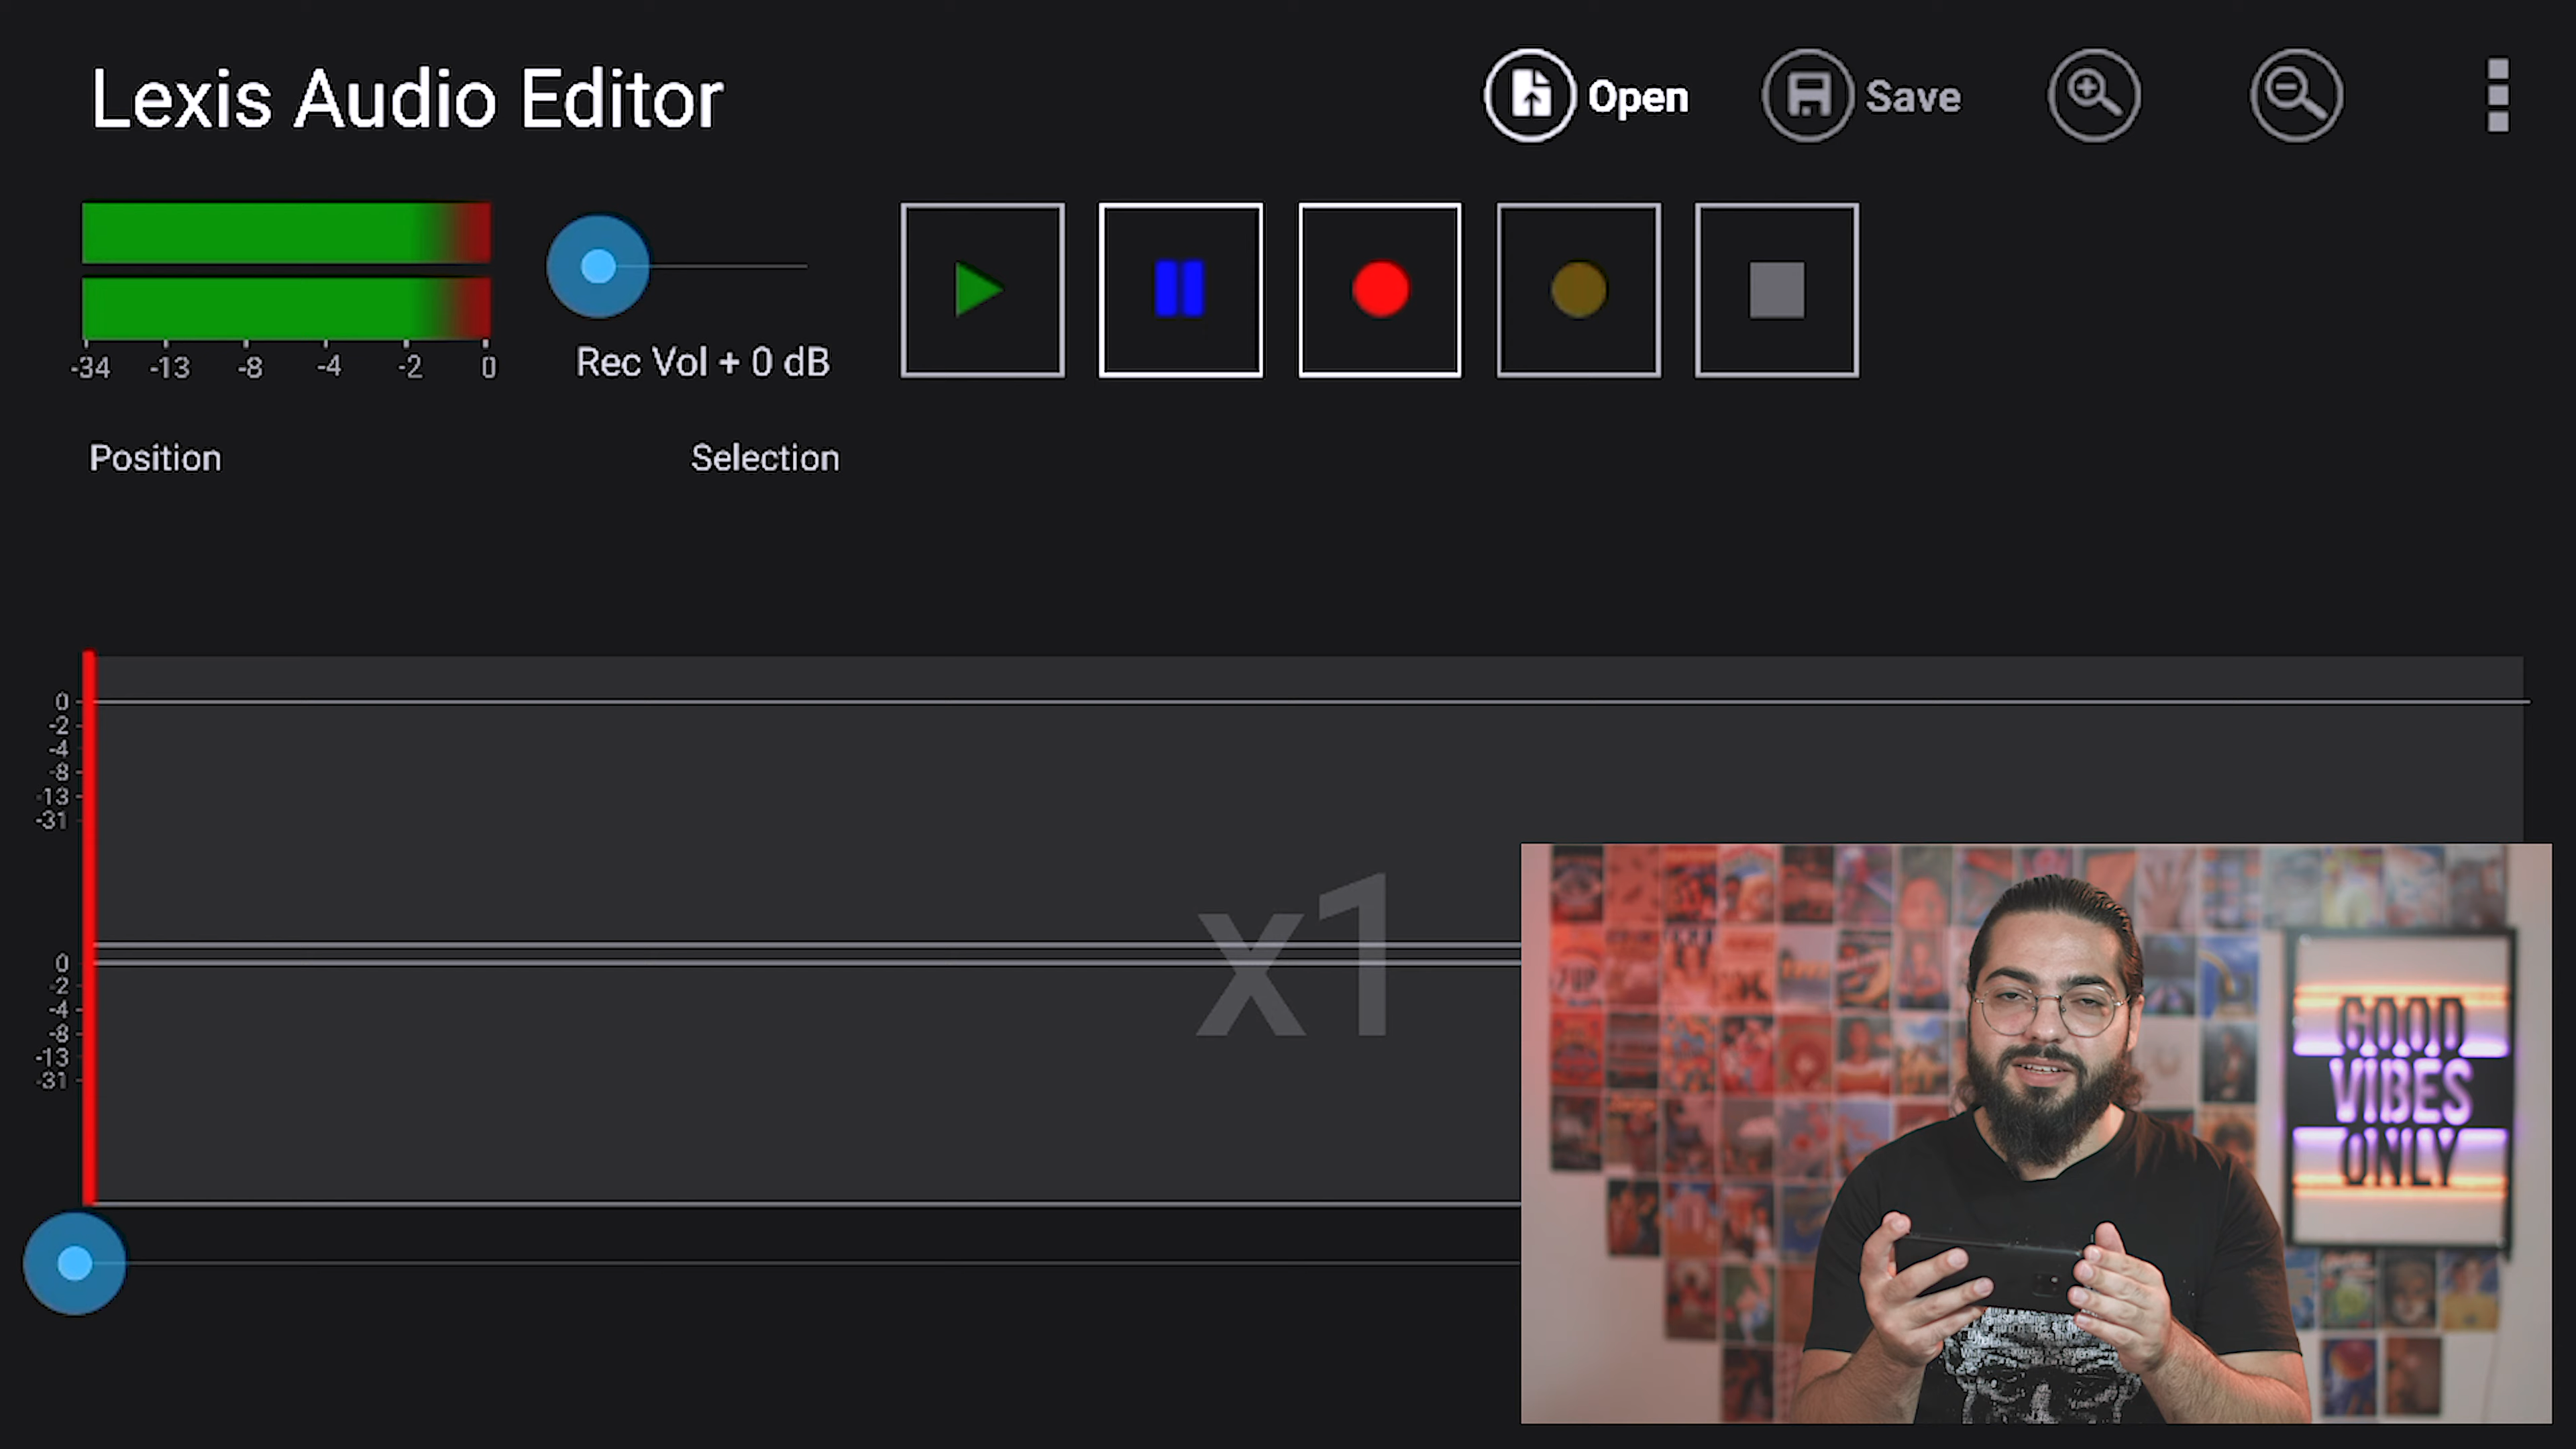 Lexis Audio Editor
Open
Save
-34 -13 -8 -4 -2 0
Rec Vol + 0 dB
Position
Selection
0
-2
-4
-8
-13
-31
x1
0
-2
-4
-8
-13
-31
GOOD
VIBES
ONLY